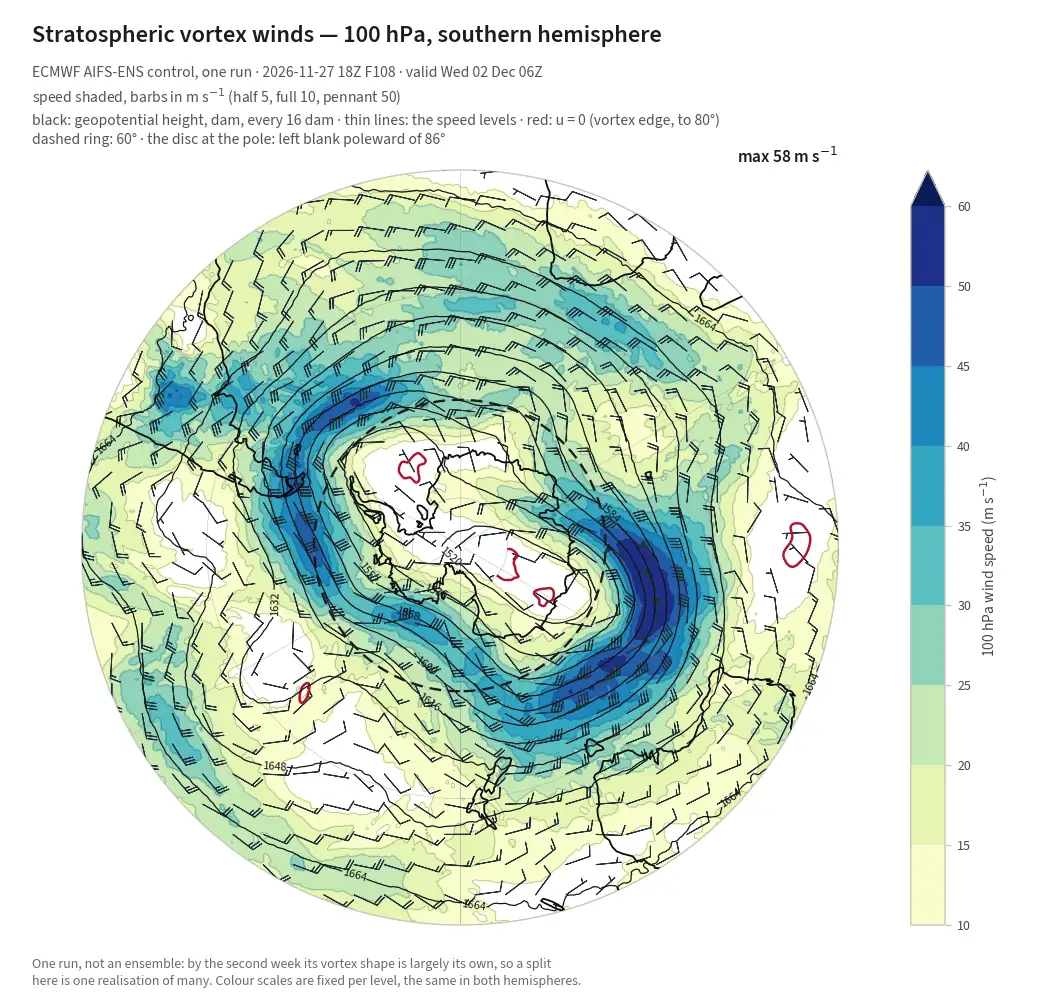 Stratospheric vortex winds — 100 hPa, southern hemisphere
ECMWF AIFS-ENS control, one run · 2026-11-27 18Z F108 · valid Wed 02 Dec 06Z
speed shaded, barbs in m s⁻¹ (half 5, full 10, pennant 50)
black: geopotential height, dam, every 16 dam · thin lines: the speed levels · red: u = 0 (vortex edge, to 80°)
dashed ring: 60° · the disc at the pole: left blank poleward of 86°
max 58 m s⁻¹
60
50
45
40
35
30
25
20
15
10
100 hPa wind speed (m s⁻¹)
1664
1664
1584
1520
1632
1568
1616
1664
1648
1664
1664
1664
One run, not an ensemble: by the second week its vortex shape is largely its own, so a split
here is one realisation of many. Colour scales are fixed per level, the same in both hemispheres.